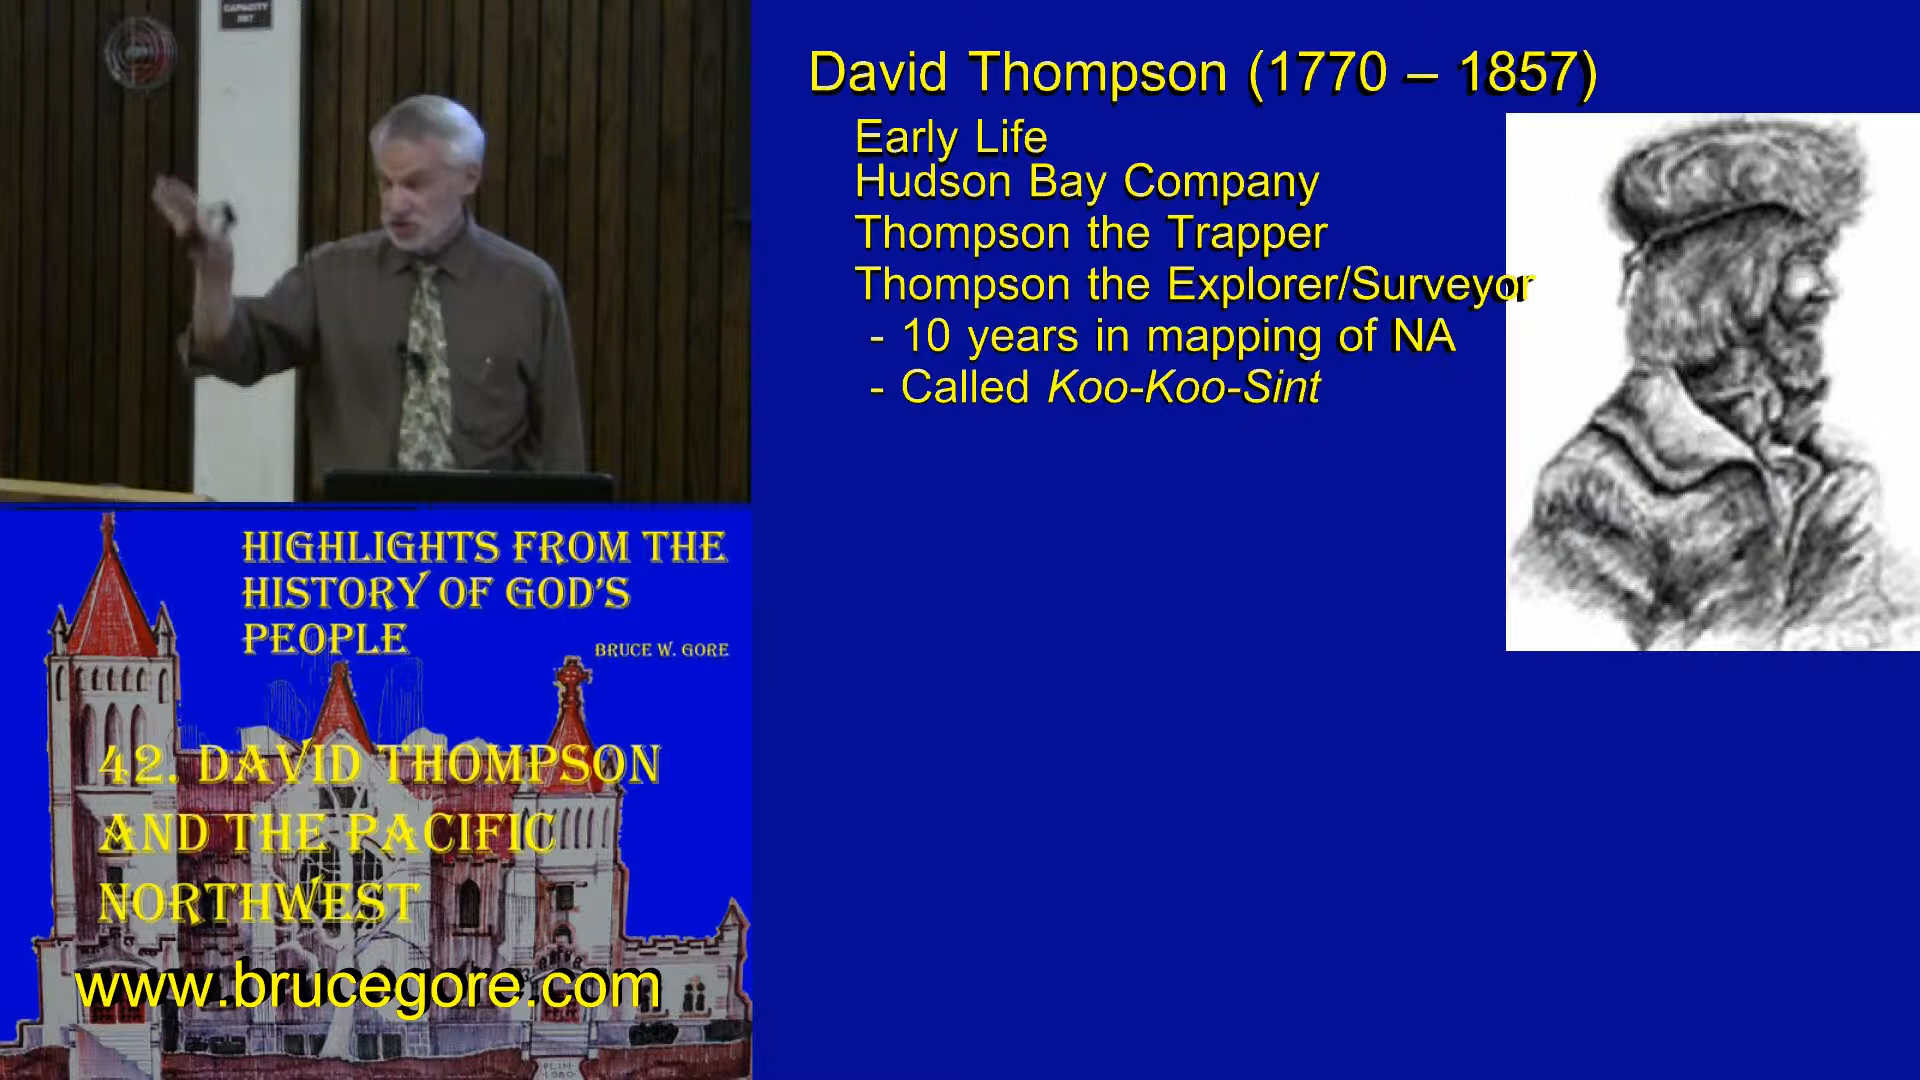 CAPACITY
David Thompson (1770 – 1857)
Early Life
Hudson Bay Company
Thompson the Trapper
Thompson the Explorer/Surveyor
- 10 years in mapping of NA
- Called Koo-Koo-Sint
HIGHLIGHTS FROM THE
HISTORY OF GOD'S
PEOPLE
BRUCE W. GORE
42. DAVID THOMPSON
AND THE PACIFIC
NORTHWEST
www.brucegore.com